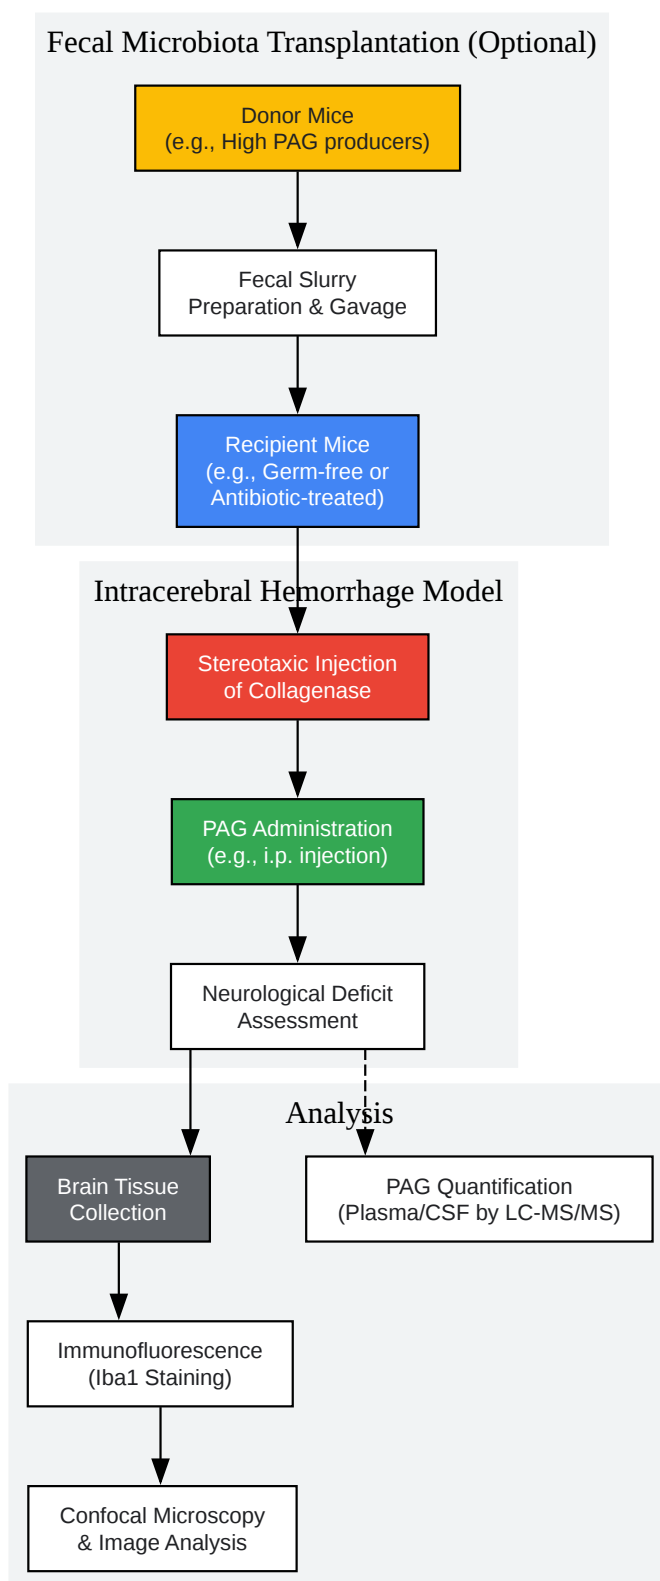 Fecal Microbiota Transplantation (Optional)
Donor Mice
(e.g., High PAG producers)
Fecal Slurry
Preparation & Gavage
Recipient Mice
(e.g., Germ-free or
Antibiotic-treated)
Intracerebral Hemorrhage Model
Stereotaxic Injection
of Collagenase
PAG Administration
(e.g., i.p. injection)
Neurological Deficit
Assessment
Analysis
Brain Tissue
Collection
PAG Quantification
(Plasma/CSF by LC-MS/MS)
Immunofluorescence
(Iba1 Staining)
Confocal Microscopy
& Image Analysis